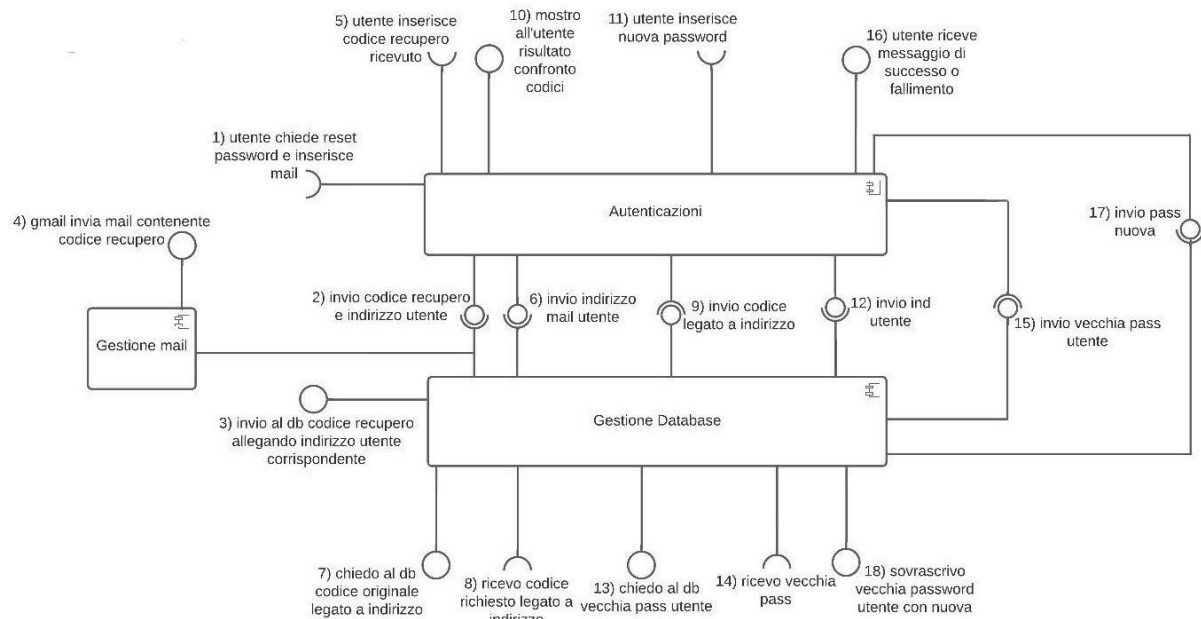 5) utente inserisce
codice recupero
ricevuto
10) mostro
all'utente
risultato
confronto
codici
11) utente inserisce
nuova password
16) utente riceve
messaggio di
successo o
fallimento
1) utente chiede reset
password e inserisce
mail
Autenticazioni
4) gmail invia mail contenente
codice recupero
17) invio pass
nuova
2) invio codice recupero
e indirizzo utente
6) invio indirizzo
mail utente
9) invio codice
legato a indirizzo
12) invio ind
utente
15) invio vecchia pass
utente
Gestione mail
3) invio al db codice recupero
allegando indirizzo utente
corrispondente
Gestione Database
7) chiedo al db
codice originale
legato a indirizzo
8) ricevo codice
richiesto legato a
indirizzo
13) chiedo al db
vecchia pass utente
14) ricevo vecchia
pass
18) sovrascrivo
vecchia password
utente con nuova